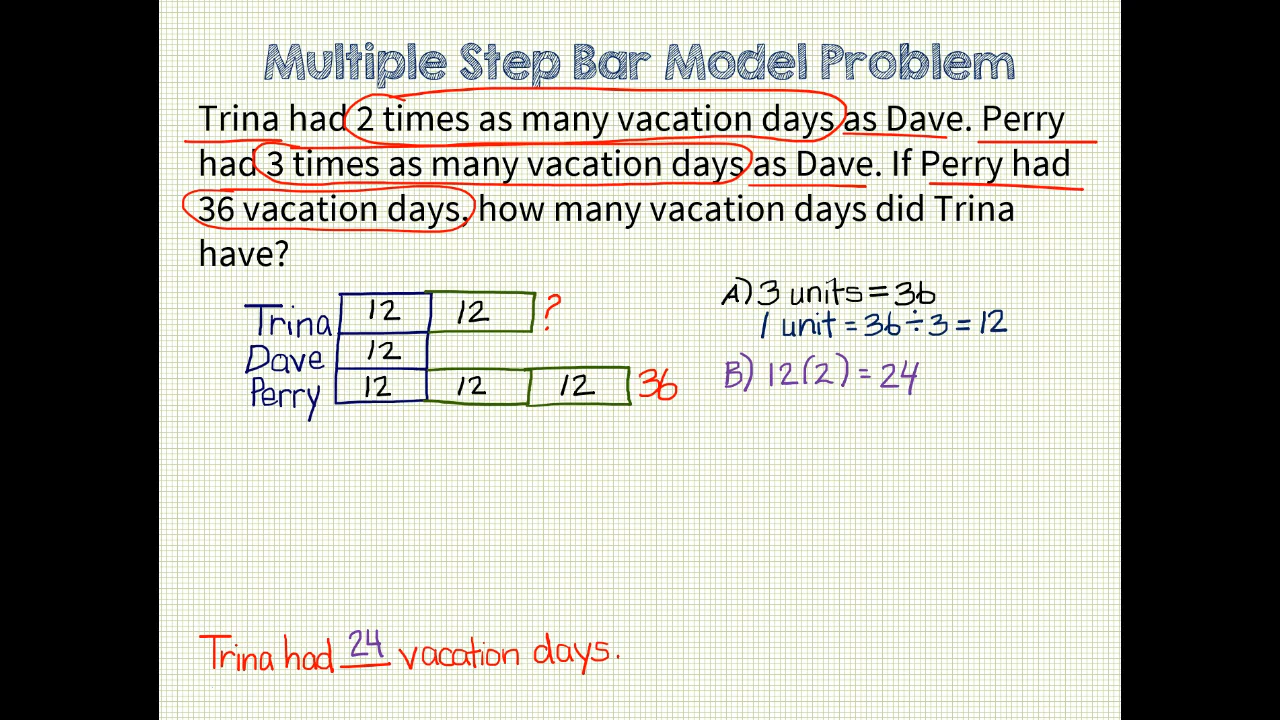 Multiple Step Bar Model Problem
Trina had 2 times as many vacation days as Dave. Perry
had 3 times as many vacation days as Dave. If Perry had
36 vacation days, how many vacation days did Trina
have?
Trina 12 12 ?
Dave 12
Perry 12 12 12 36
A) 3 units = 36
1 unit = 36 ÷ 3 = 12
B) 12(2) = 24
Trina had 24 vacation days.